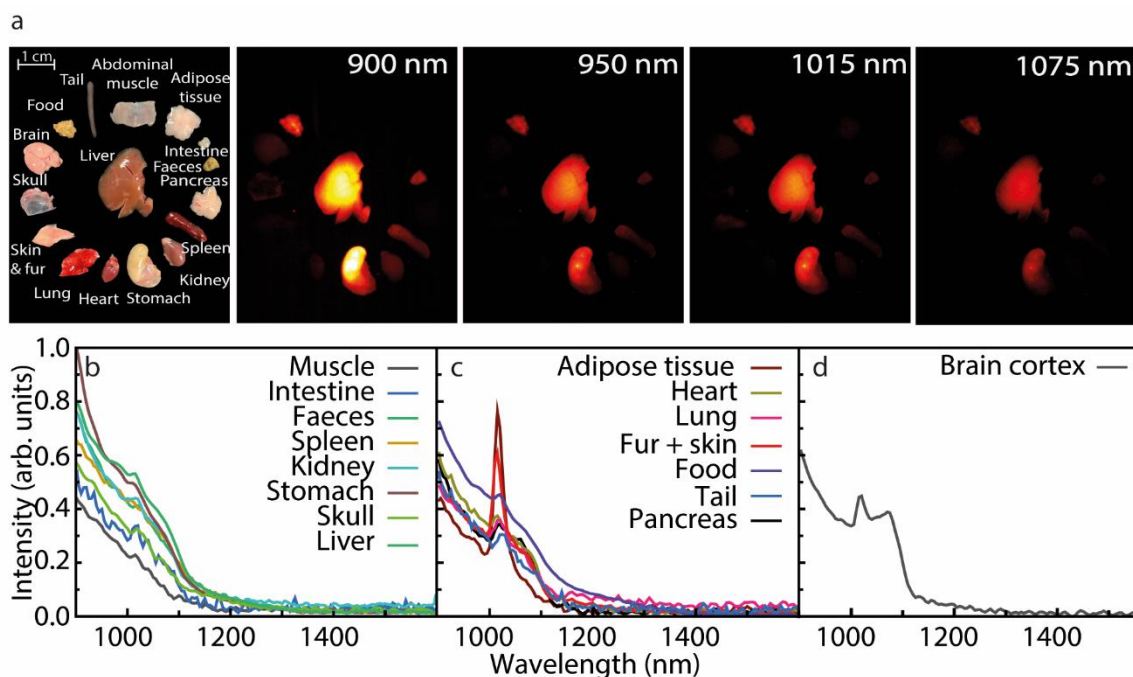 a
1 cm
900 nm
950 nm
1015 nm
1075 nm
Abdominal
muscle
Tail
Adipose
tissue
Food
Brain
Liver
Intestine
Faeces
Pancreas
Skull
Skin
& fur
Spleen
Kidney
Lung
Heart
Stomach
b
Muscle
Intestine
Faeces
Spleen
Kidney
Stomach
Skull
Liver
c
Adipose tissue
Heart
Lung
Fur + skin
Food
Tail
Pancreas
d
Brain cortex
Intensity (arb. units)
1.0
0.8
0.6
0.4
0.2
0.0
1000
1200
1400
1000
1200
1400
1000
1200
1400
Wavelength (nm)